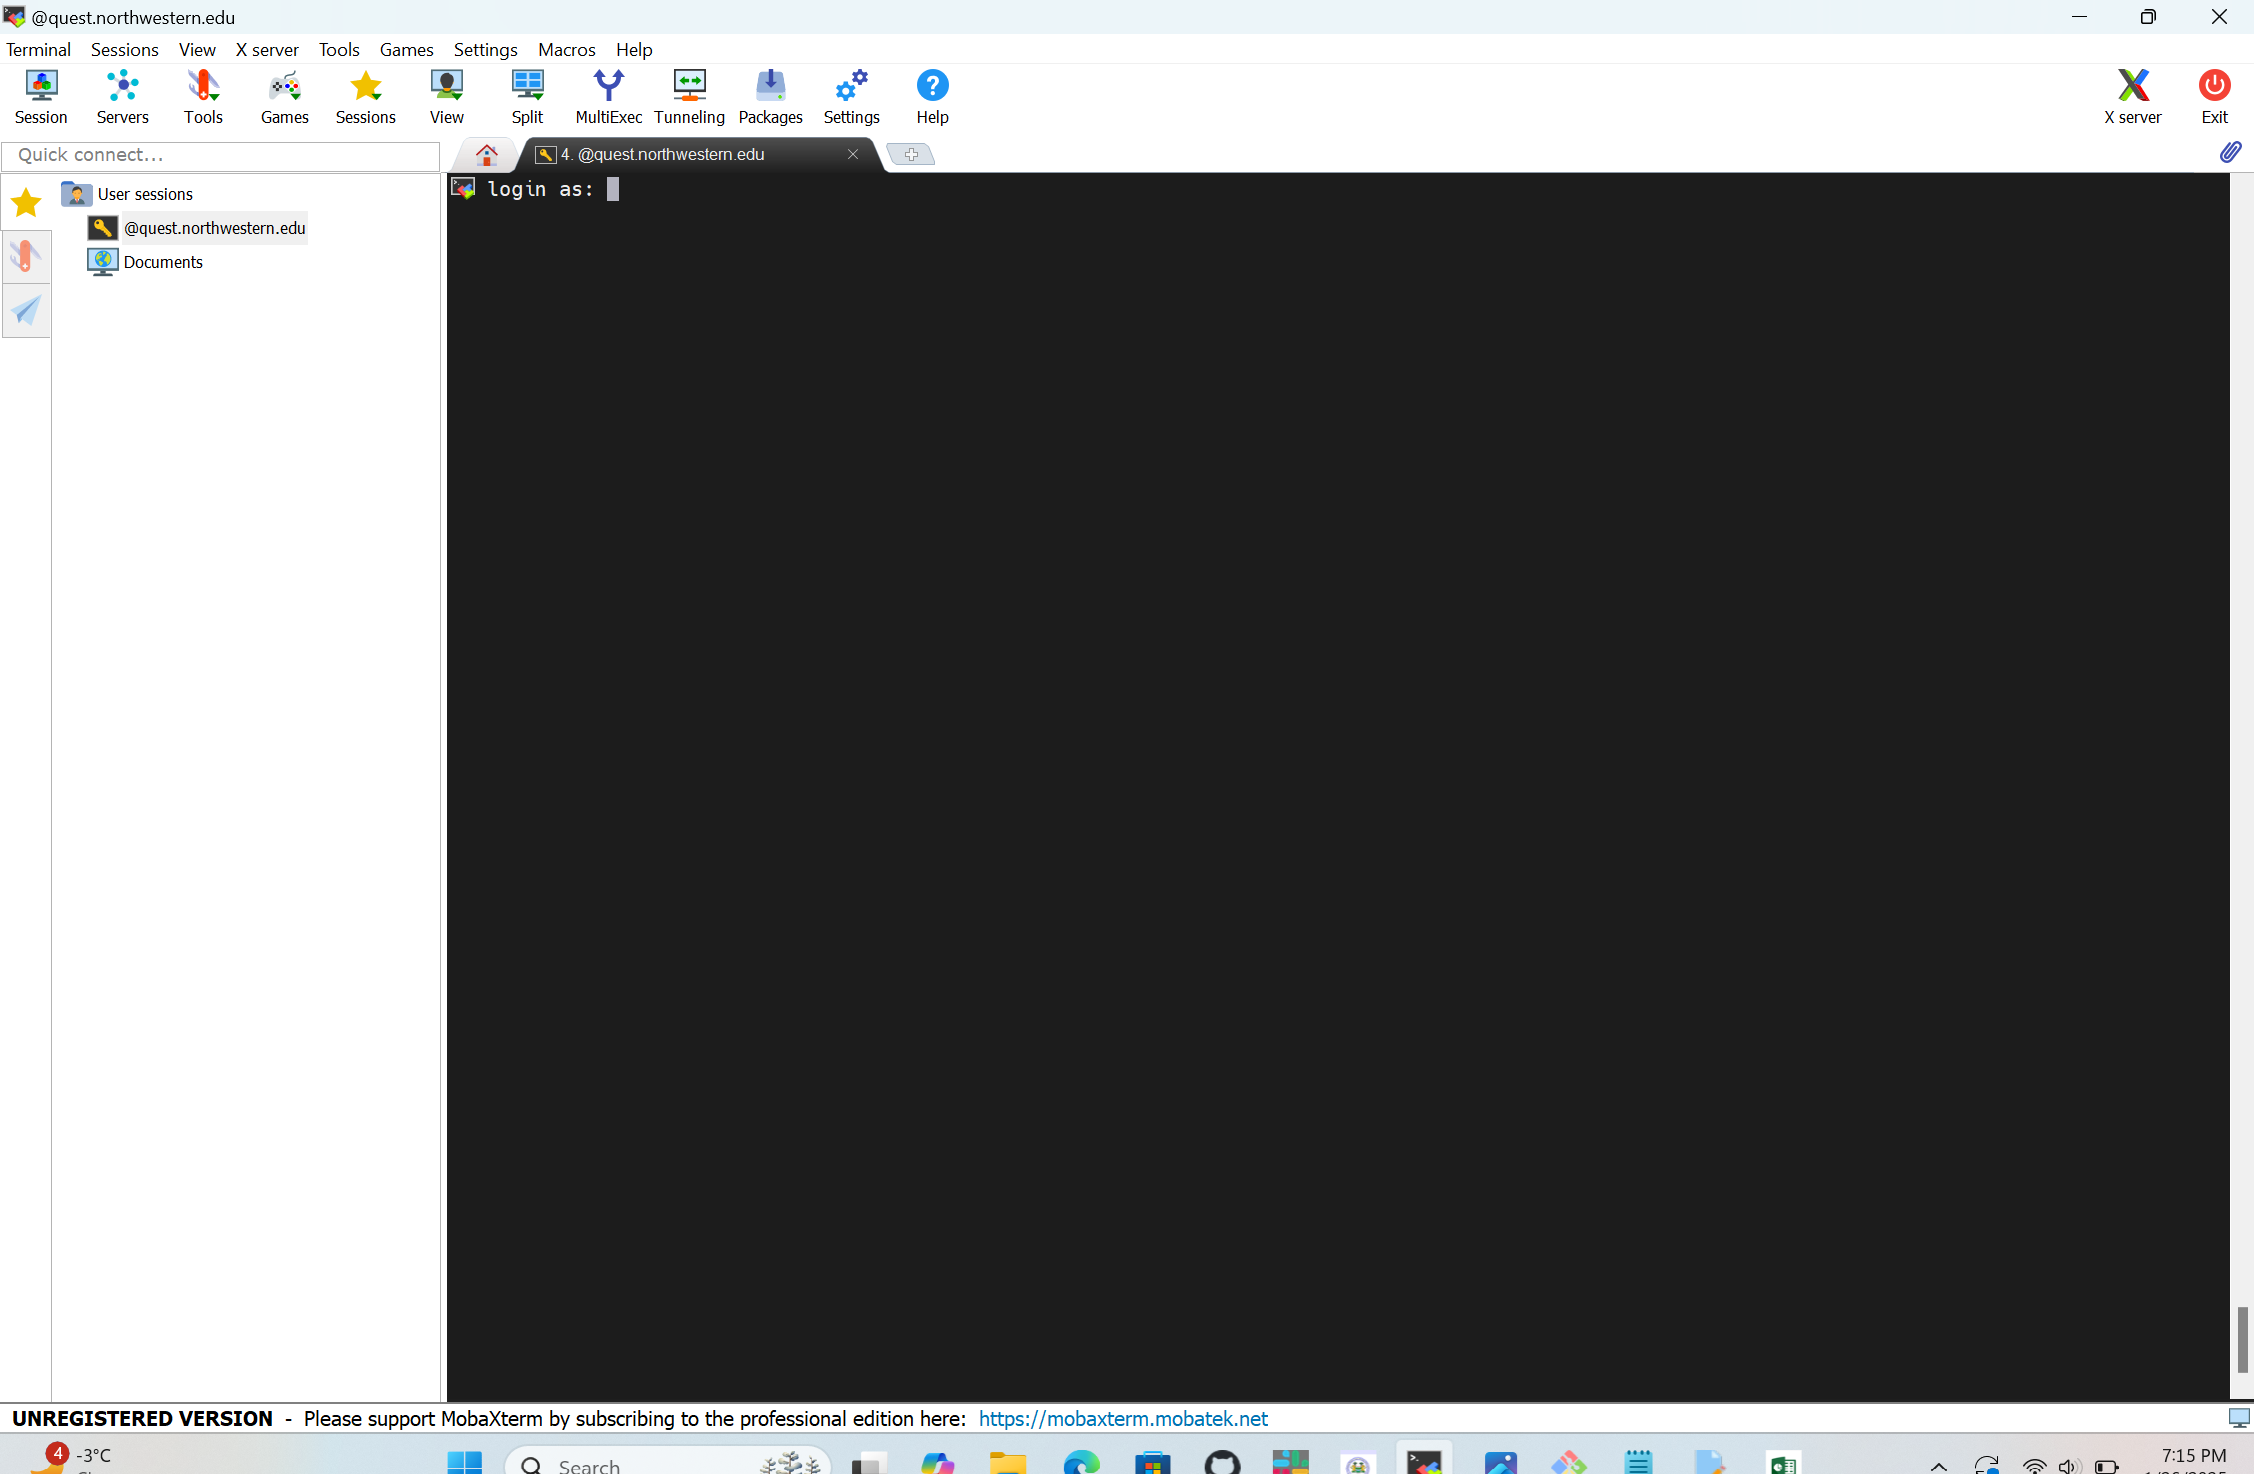 @quest.northwestern.edu
Terminal Sessions View X server Tools Games Settings Macros Help
Session Servers Tools Games Sessions View Split MultiExec Tunneling Packages Settings Help X server Exit
Quick connect...
4. @quest.northwestern.edu
User sessions
@quest.northwestern.edu
Documents
login as:
UNREGISTERED VERSION - Please support MobaXterm by subscribing to the professional edition here: https://mobaxterm.mobatek.net
4
-3°C
Search
7:15 PM